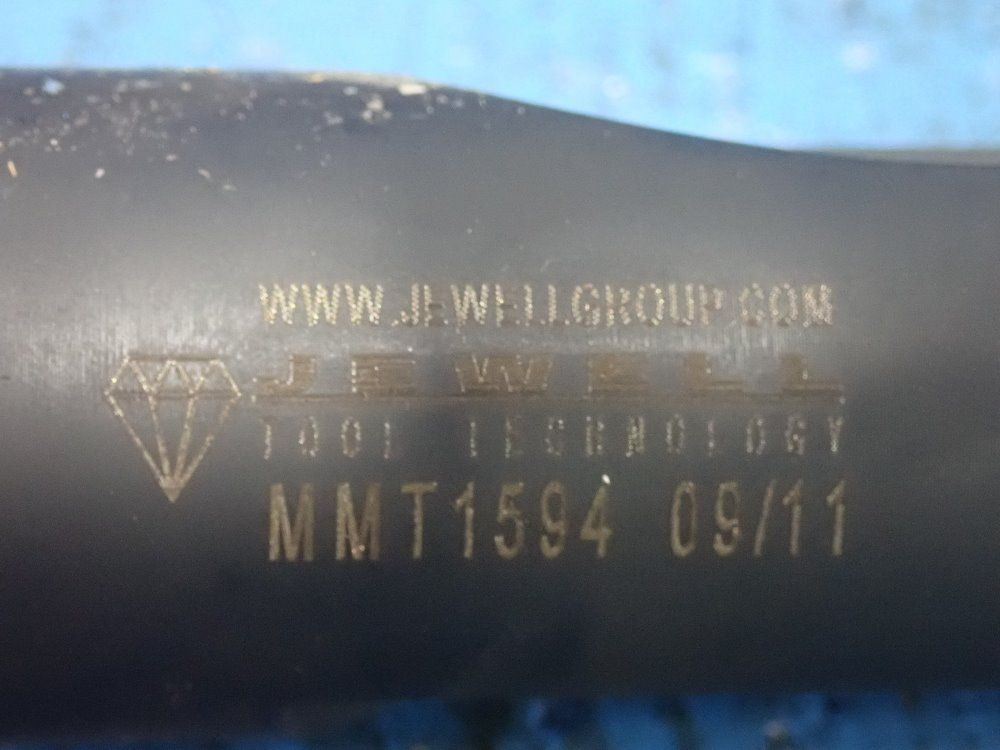 WWW.JEWELLGROUP.COM
JEWELL
TOOL TECHNOLOGY
MMT1594 09/11